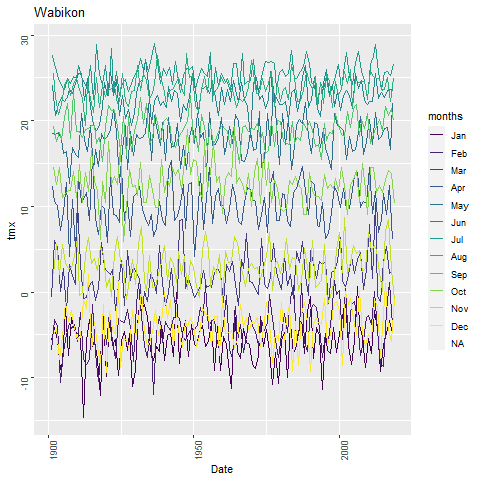 Wabikon
30
20
10
0
-10
tmx
1900
1950
2000
Date
months
Jan
Feb
Mar
Apr
May
Jun
Jul
Aug
Sep
Oct
Nov
Dec
NA